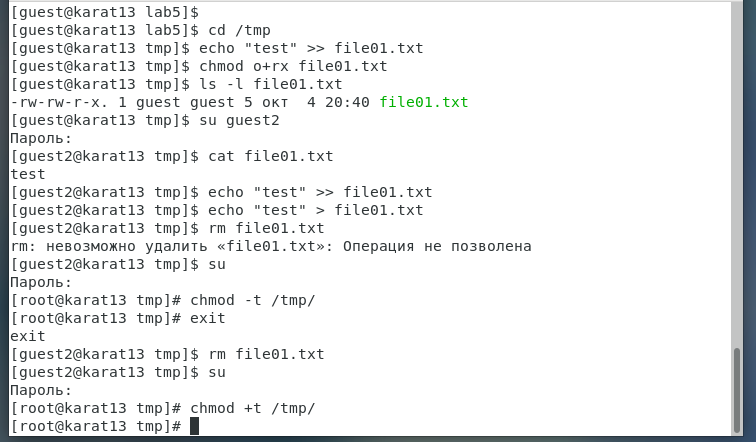 [guest@karat13 lab5]$
[guest@karat13 lab5]$ cd /tmp
[guest@karat13 tmp]$ echo "test" >> file01.txt
[guest@karat13 tmp]$ chmod o+rx file01.txt
[guest@karat13 tmp]$ ls -l file01.txt
-rw-rw-r-x. 1 guest guest 5 окт  4 20:40 file01.txt
[guest@karat13 tmp]$ su guest2
Пароль:
[guest2@karat13 tmp]$ cat file01.txt
test
[guest2@karat13 tmp]$ echo "test" >> file01.txt
[guest2@karat13 tmp]$ echo "test" > file01.txt
[guest2@karat13 tmp]$ rm file01.txt
rm: невозможно удалить «file01.txt»: Операция не позволена
[guest2@karat13 tmp]$ su
Пароль:
[root@karat13 tmp]# chmod -t /tmp/
[root@karat13 tmp]# exit
exit
[guest2@karat13 tmp]$ rm file01.txt
[guest2@karat13 tmp]$ su
Пароль:
[root@karat13 tmp]# chmod +t /tmp/
[root@karat13 tmp]#